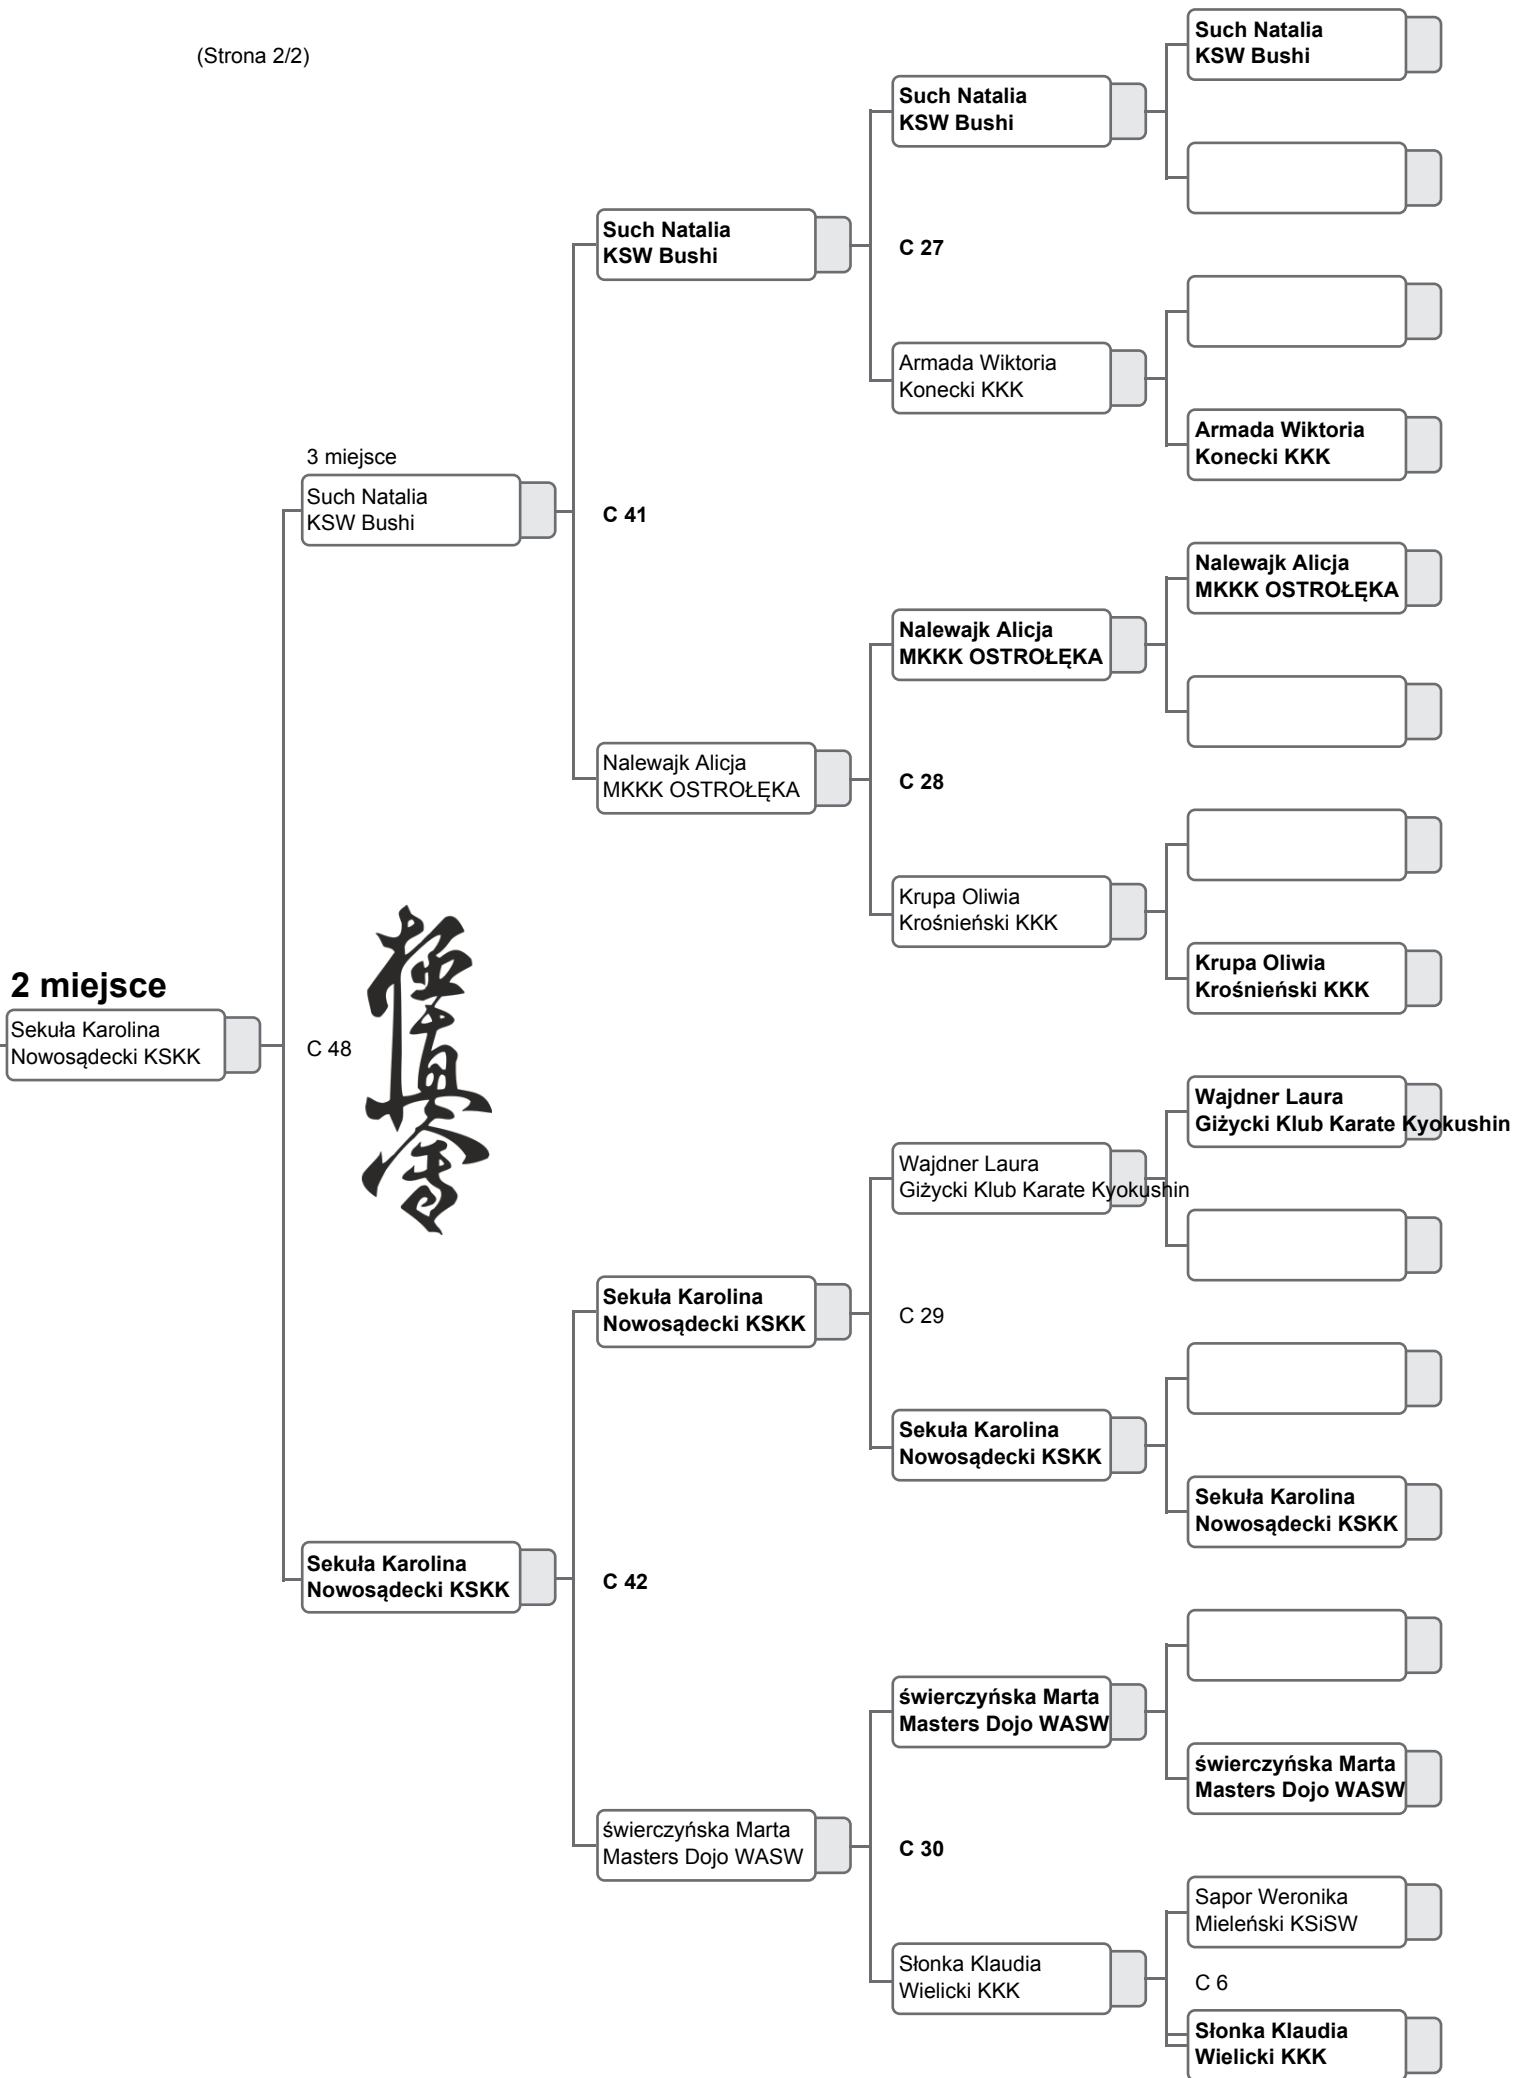 (Strona 2/2)
Such Natalia
KSW Bushi
Such Natalia
KSW Bushi
Such Natalia
KSW Bushi
C 27
Armada Wiktoria
Konecki KKK
Armada Wiktoria
Konecki KKK
3 miejsce
Such Natalia
KSW Bushi
C 41
Nalewajk Alicja
MKKK OSTROŁĘKA
Nalewajk Alicja
MKKK OSTROŁĘKA
Nalewajk Alicja
MKKK OSTROŁĘKA
C 28
Krupa Oliwia
Krośnieński KKK
Krupa Oliwia
Krośnieński KKK
2 miejsce
Sekuła Karolina
Nowosądecki KSKK
C 48
極真會
Wajdner Laura
Giżycki Klub Karate Kyokushin
Wajdner Laura
Giżycki Klub Karate Kyokushin
Sekuła Karolina
Nowosądecki KSKK
C 29
Sekuła Karolina
Nowosądecki KSKK
Sekuła Karolina
Nowosądecki KSKK
Sekuła Karolina
Nowosądecki KSKK
C 42
świerczyńska Marta
Masters Dojo WASW
świerczyńska Marta
Masters Dojo WASW
świerczyńska Marta
Masters Dojo WASW
C 30
Sapor Weronika
Mieleński KSiSW
Słonka Klaudia
Wielicki KKK
C 6
Słonka Klaudia
Wielicki KKK